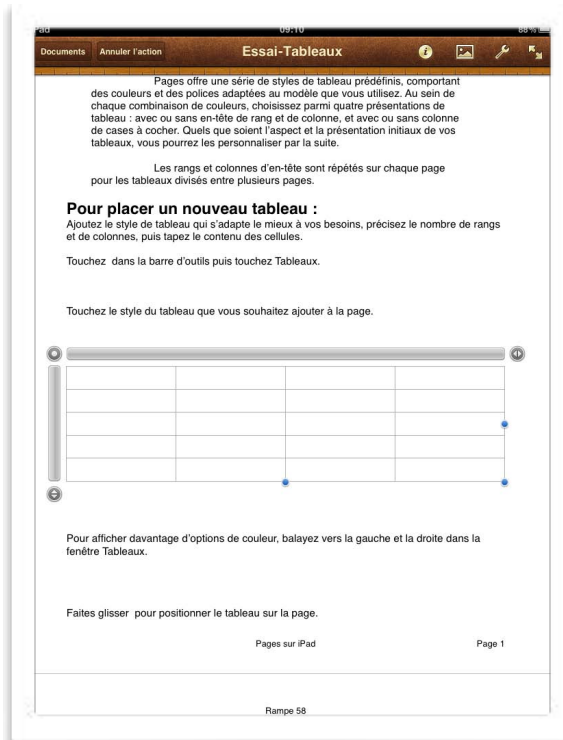 Pad 09:10 88 %
Documents Annuler l'action Essai-Tableaux
Pages offre une série de styles de tableau prédéfinis, comportant
des couleurs et des polices adaptées au modèle que vous utilisez. Au sein de
chaque combinaison de couleurs, choisissez parmi quatre présentations de
tableau : avec ou sans en-tête de rang et de colonne, et avec ou sans colonne
de cases à cocher. Quels que soient l'aspect et la présentation initiaux de vos
tableaux, vous pourrez les personnaliser par la suite.
Les rangs et colonnes d'en-tête sont répétés sur chaque page
pour les tableaux divisés entre plusieurs pages.
Pour placer un nouveau tableau :
Ajoutez le style de tableau qui s'adapte le mieux à vos besoins, précisez le nombre de rangs
et de colonnes, puis tapez le contenu des cellules.
Touchez  dans la barre d'outils puis touchez Tableaux.
Touchez le style du tableau que vous souhaitez ajouter à la page.
Pour afficher davantage d'options de couleur, balayez vers la gauche et la droite dans la
fenêtre Tableaux.
Faites glisser  pour positionner le tableau sur la page.
Pages sur iPad Page 1
Rampe 58